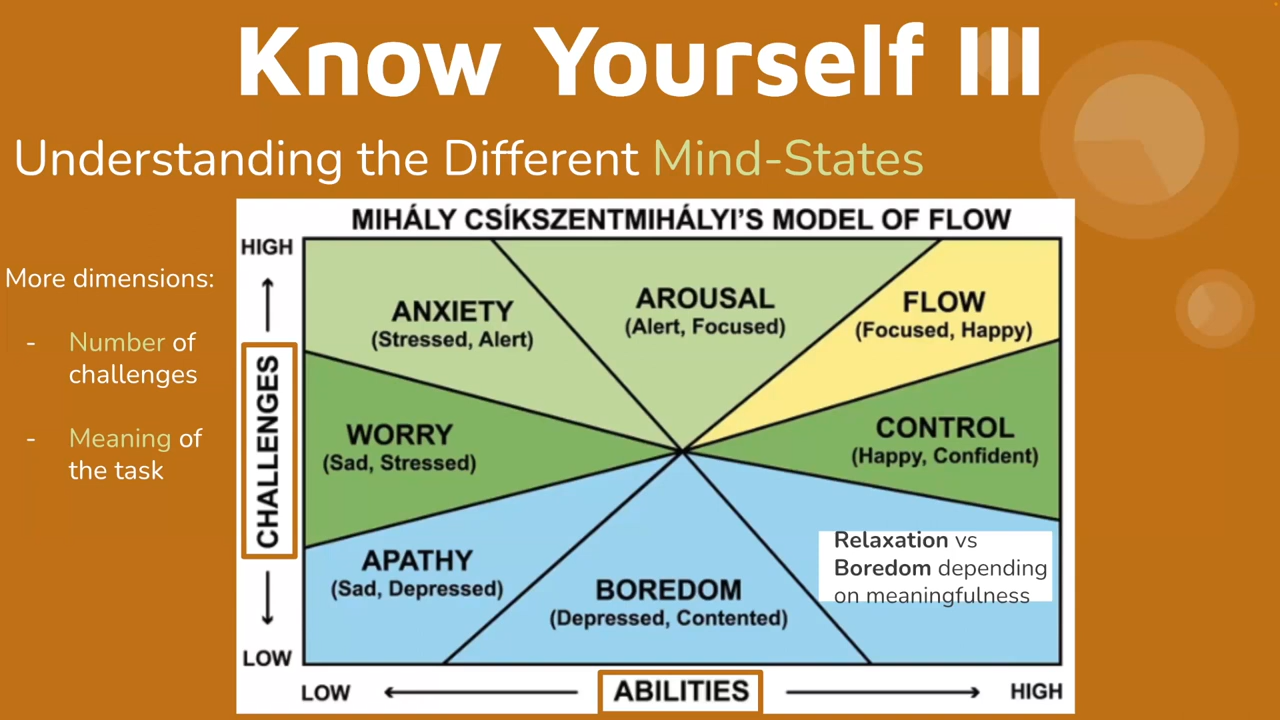 Know Yourself III
Understanding the Different Mind-States
More dimensions:
- Number of
challenges
- Meaning of
the task
MIHÁLY CSÍKSZENTMIHÁLYI’S MODEL OF FLOW
HIGH
CHALLENGES
LOW
ANXIETY
(Stressed, Alert)
AROUSAL
(Alert, Focused)
FLOW
(Focused, Happy)
WORRY
(Sad, Stressed)
CONTROL
(Happy, Confident)
APATHY
(Sad, Depressed)
BOREDOM
(Depressed, Contented)
Relaxation vs
Boredom depending
on meaningfulness
LOW
ABILITIES
HIGH